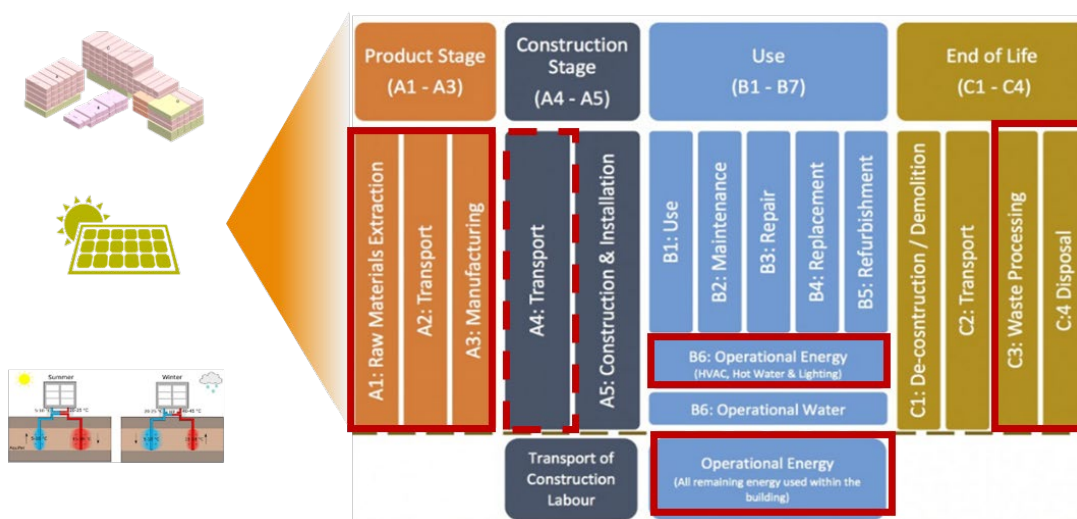 Product Stage
(A1 - A3)
Construction
Stage
(A4 - A5)
Use
(B1 - B7)
End of Life
(C1 - C4)
A1: Raw Materials Extraction
A2: Transport
A3: Manufacturing
A4: Transport
A5: Construction & Installation
B1: Use
B2: Maintenance
B3: Repair
B4: Replacement
B5: Refurbishment
B6: Operational Energy
(HVAC, Hot Water & Lighting)
B6: Operational Water
C1: De-cosntruction / Demolition
C2: Transport
C3: Waste Processing
C:4 Disposal
Transport of
Construction
Labour
Operational Energy
(All remaining energy used within the
building)
Summer
Winter